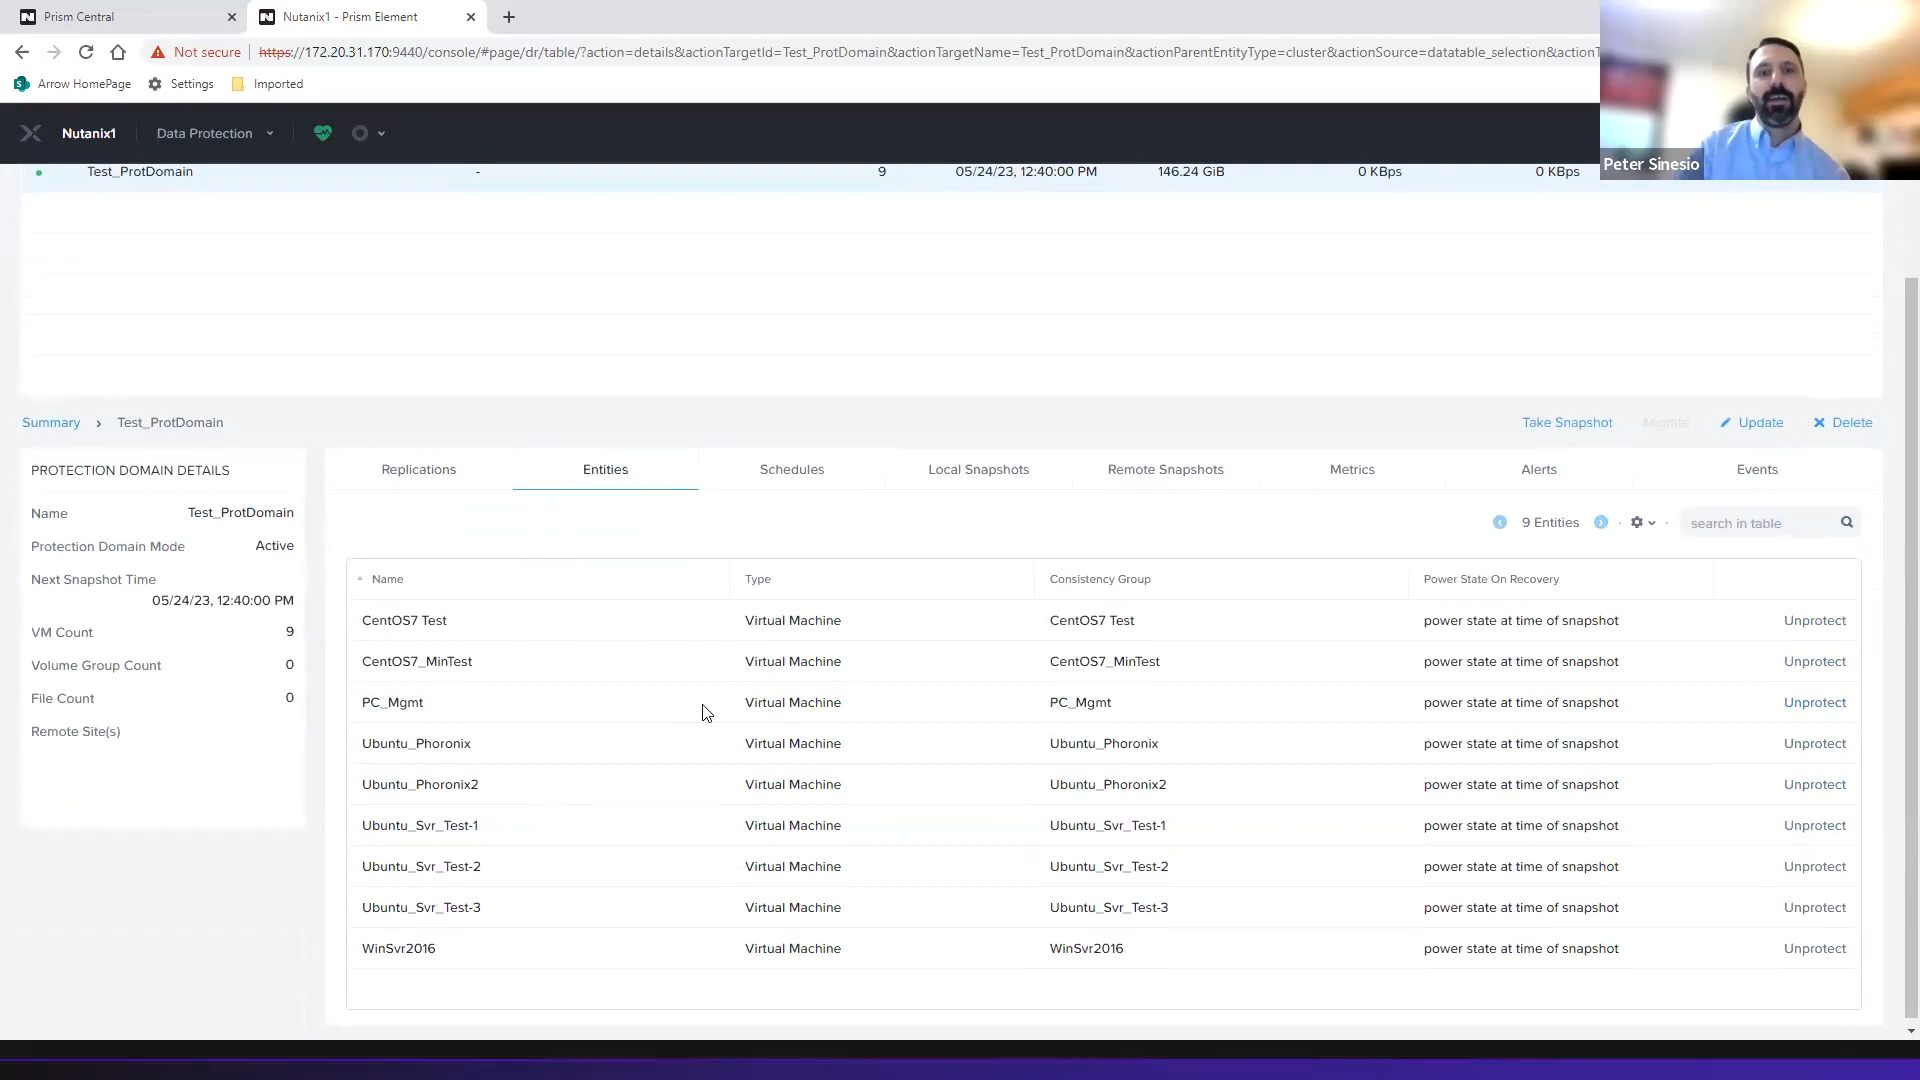 Prism Central
Nutanix1 - Prism Element
Not secure
https://172.20.31.170:9440/console/#page/dr/table/?action=details&actionTargetId=Test_ProtDomain&actionTargetName=Test_ProtDomain&actionParentEntityType=cluster&actionSource=datatable_selection&action
Arrow HomePage
Settings
Imported
Nutanix1
Data Protection
Peter Sinesio
Test_ProtDomain - 9 05/24/23, 12:40:00 PM 146.24 GiB 0 KBps 0 KBps
Summary > Test_ProtDomain
Take Snapshot
Migrate
Update
Delete
PROTECTION DOMAIN DETAILS
Name Test_ProtDomain
Protection Domain Mode Active
Next Snapshot Time
05/24/23, 12:40:00 PM
VM Count 9
Volume Group Count 0
File Count 0
Remote Site(s)
Replications Entities Schedules Local Snapshots Remote Snapshots Metrics Alerts Events
9 Entities
search in table
Name Type Consistency Group Power State On Recovery
CentOS7 Test Virtual Machine CentOS7 Test power state at time of snapshot Unprotect
CentOS7_MinTest Virtual Machine CentOS7_MinTest power state at time of snapshot Unprotect
PC_Mgmt Virtual Machine PC_Mgmt power state at time of snapshot Unprotect
Ubuntu_Phoronix Virtual Machine Ubuntu_Phoronix power state at time of snapshot Unprotect
Ubuntu_Phoronix2 Virtual Machine Ubuntu_Phoronix2 power state at time of snapshot Unprotect
Ubuntu_Svr_Test-1 Virtual Machine Ubuntu_Svr_Test-1 power state at time of snapshot Unprotect
Ubuntu_Svr_Test-2 Virtual Machine Ubuntu_Svr_Test-2 power state at time of snapshot Unprotect
Ubuntu_Svr_Test-3 Virtual Machine Ubuntu_Svr_Test-3 power state at time of snapshot Unprotect
WinSvr2016 Virtual Machine WinSvr2016 power state at time of snapshot Unprotect